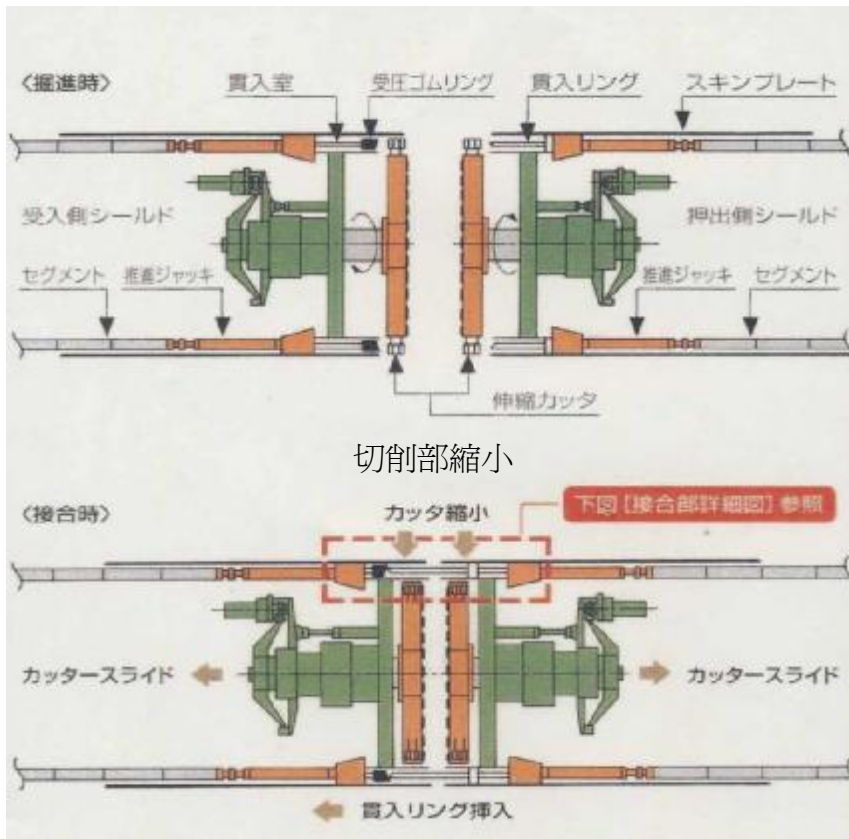 〈掘進時〉
貫入室 受圧ゴムリング 貫入リング スキンプレート
受入側シールド 押出側シールド
セグメント 推進ジャッキ 推進ジャッキ セグメント
伸縮カッタ
切削部縮小
〈接合時〉
カッタ縮小
下図[接合部詳細図]参照
カッタースライド カッタースライド
貫入リング挿入